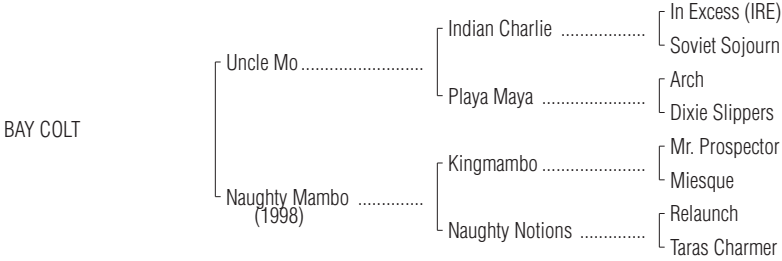 In Excess (IRE)
Indian Charlie ...................
Soviet Sojourn
Uncle Mo..........................
Arch
Playa Maya ......................
Dixie Slippers
BAY COLT
Mr. Prospector
Kingmambo ......................
Miesque
Naughty Mambo ..............
(1998)
Relaunch
Naughty Notions ..............
Taras Charmer